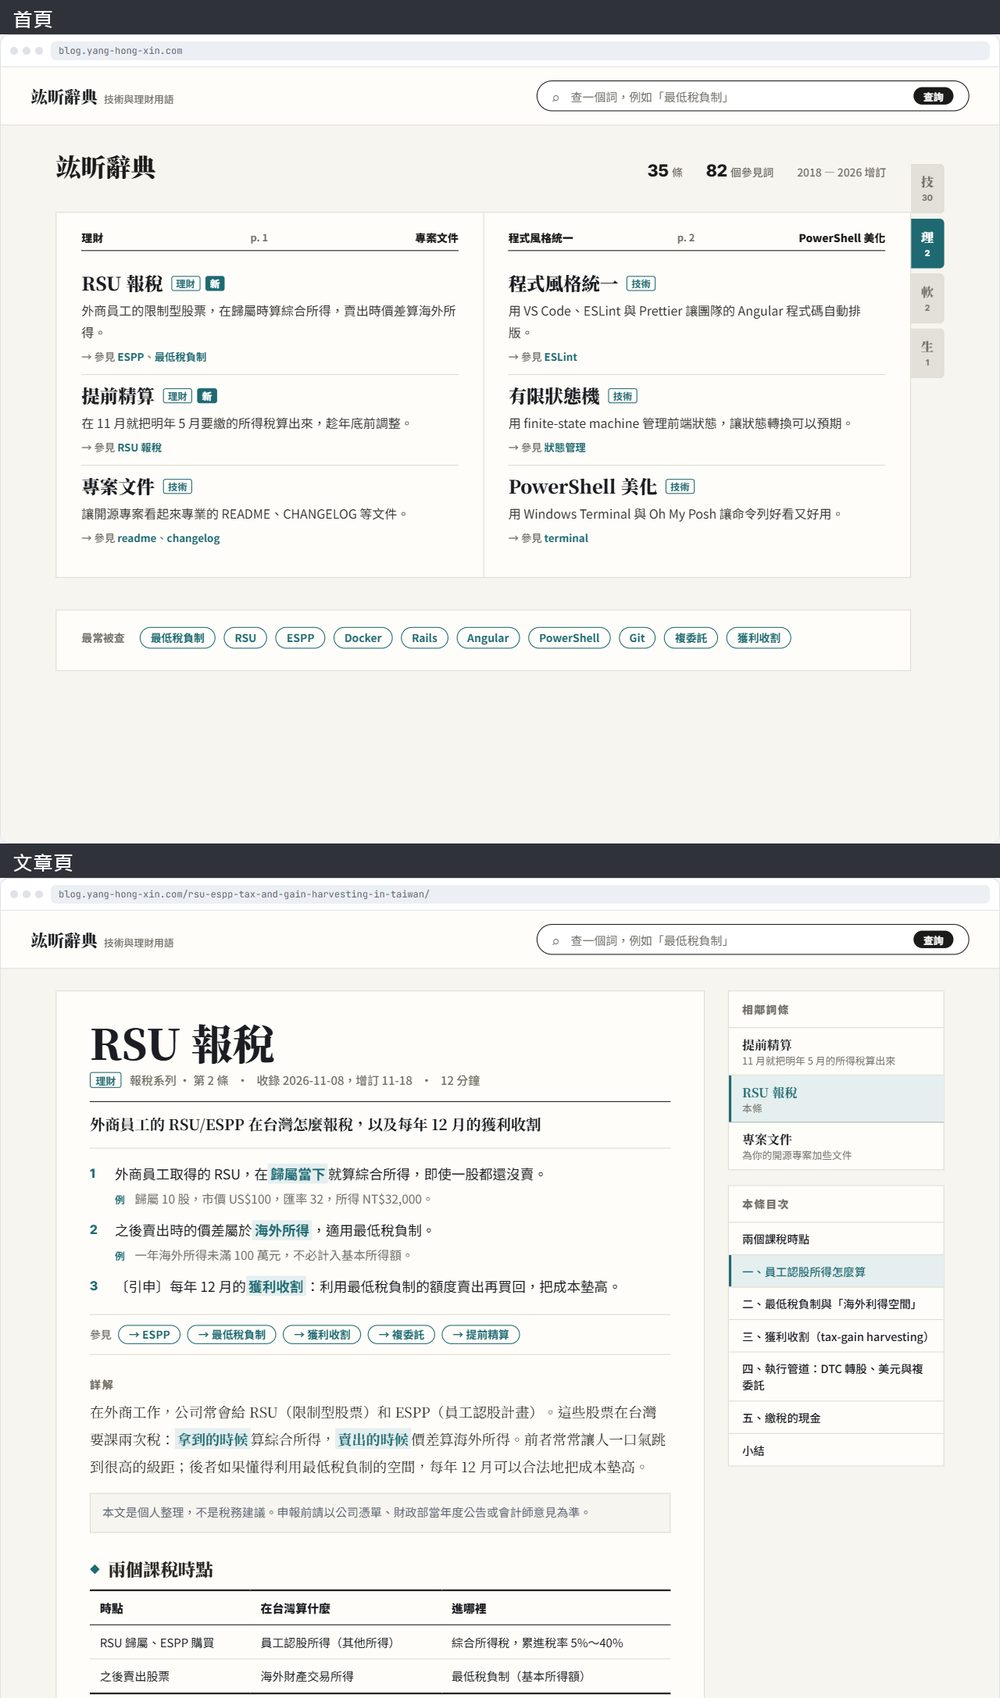 首頁
blog.yang-hong-xin.com
竑昕辭典 技術與理財用語
查一個詞，例如「最低稅負制」 查詢
竑昕辭典
35 條 82 個參見詞 2018 — 2026 增訂
技
30
理
2
軟
2
生
1
理財 p. 1 專案文件
RSU 報稅 理財 新
外商員工的限制型股票，在歸屬時算綜合所得，賣出時價差算海外所
得。
→ 參見 ESPP、最低稅負制
提前精算 理財 新
在 11 月就把明年 5 月要繳的所得稅算出來，趁年底前調整。
→ 參見 RSU 報稅
專案文件 技術
讓開源專案看起來專業的 README、CHANGELOG 等文件。
→ 參見 readme、changelog
程式風格統一 p. 2 PowerShell 美化
程式風格統一 技術
用 VS Code、ESLint 與 Prettier 讓團隊的 Angular 程式碼自動排
版。
→ 參見 ESLint
有限狀態機 技術
用 finite-state machine 管理前端狀態，讓狀態轉換可以預期。
→ 參見 狀態管理
PowerShell 美化 技術
用 Windows Terminal 與 Oh My Posh 讓命令列好看又好用。
→ 參見 terminal
最常被查 最低稅負制 RSU ESPP Docker Rails Angular PowerShell Git 複委託 獲利收割
文章頁
blog.yang-hong-xin.com/rsu-espp-tax-and-gain-harvesting-in-taiwan/
竑昕辭典 技術與理財用語
查一個詞，例如「最低稅負制」 查詢
RSU 報稅
理財 報稅系列・第 2 條 ・ 收錄 2026-11-08，增訂 11-18 ・ 12 分鐘
外商員工的 RSU/ESPP 在台灣怎麼報稅，以及每年 12 月的獲利收割
1 外商員工取得的 RSU，在歸屬當下就算綜合所得，即使一股都還沒賣。
例 歸屬 10 股，市價 US$100，匯率 32，所得 NT$32,000。
2 之後賣出時的價差屬於海外所得，適用最低稅負制。
例 一年海外所得未滿 100 萬元，不必計入基本所得額。
3 〔引申〕每年 12 月的獲利收割：利用最低稅負制的額度賣出再買回，把成本墊高。
參見 → ESPP → 最低稅負制 → 獲利收割 → 複委託 → 提前精算
詳解
在外商工作，公司常會給 RSU（限制型股票）和 ESPP（員工認股計畫）。這些股票在台灣
要課兩次稅：拿到的時候算綜合所得，賣出的時候價差算海外所得。前者常常讓人一口氣跳
到很高的級距；後者如果懂得利用最低稅負制的空間，每年 12 月可以合法地把成本墊高。
本文是個人整理，不是稅務建議。申報前請以公司憑單、財政部當年度公告或會計師意見為準。
◆ 兩個課稅時點
時點 在台灣算什麼 進哪裡
RSU 歸屬、ESPP 購買 員工認股所得（其他所得） 綜合所得稅，累進稅率 5%～40%
之後賣出股票 海外財產交易所得 最低稅負制（基本所得額）
相鄰詞條
提前精算
11 月就把明年 5 月的所得稅算出來
RSU 報稅
本條
專案文件
為你的開源專案加些文件
本條目次
兩個課稅時點
一、員工認股所得怎麼算
二、最低稅負制與「海外利得空間」
三、獲利收割（tax-gain harvesting）
四、執行管道：DTC 轉股、美元與複
委託
五、繳稅的現金
小結